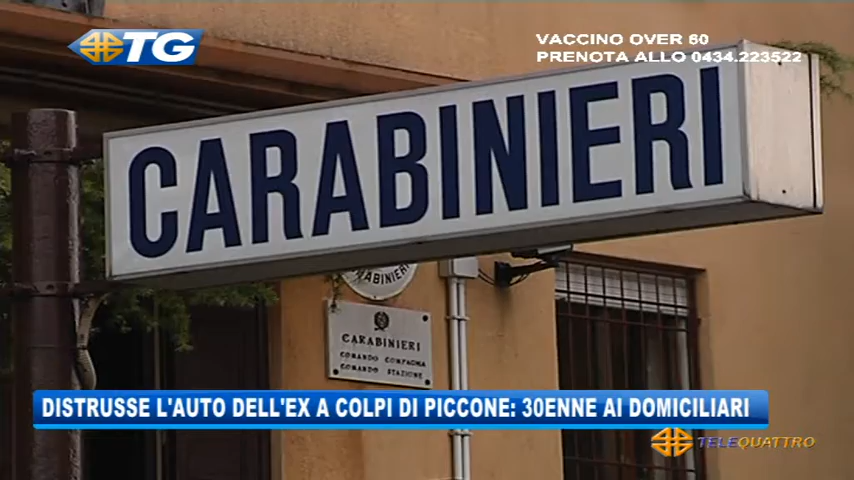 TG
VACCINO OVER 60
PRENOTA ALLO 0434.223522
CARABINIERI
CARABINIERI
CARABINIERI
COMANDO COMPAGNIA
COMANDO STAZIONE
DISTRUSSE L'AUTO DELL'EX A COLPI DI PICCONE: 30ENNE AI DOMICILIARI
TELEQUATTRO